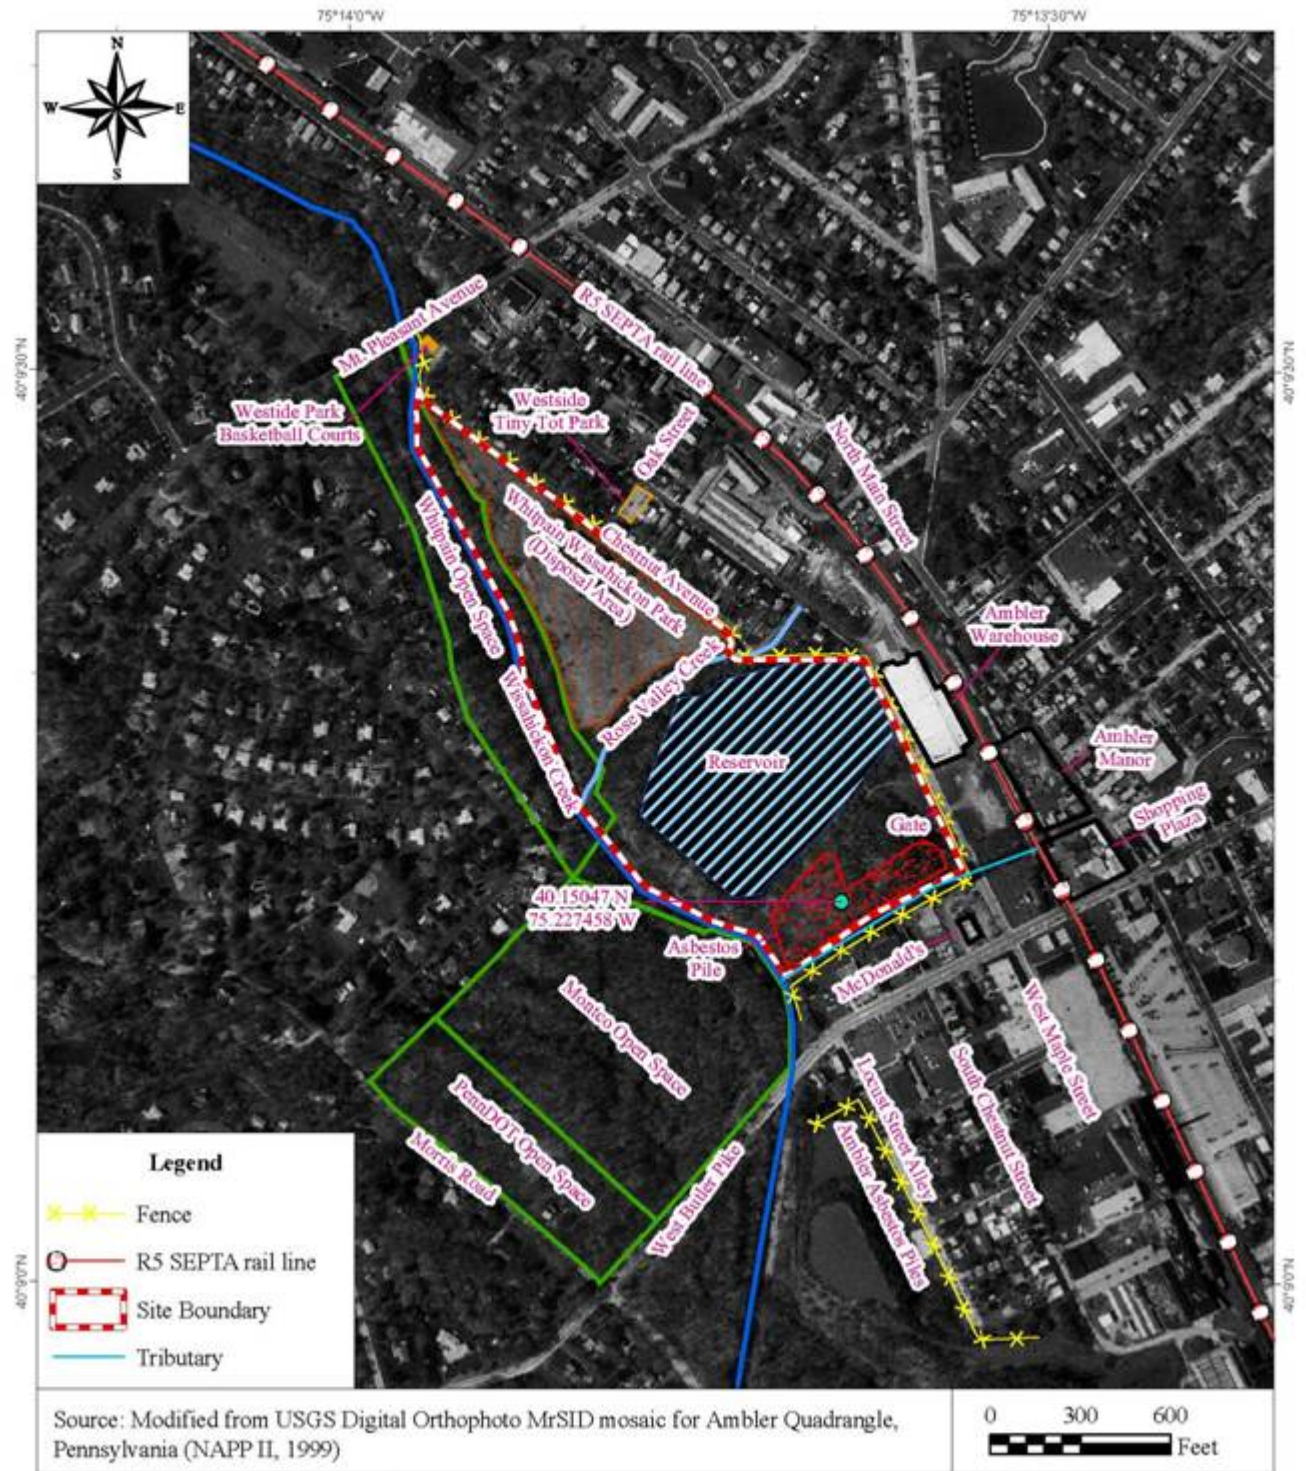 75°14'0"W
75°13'30"W
N
W
E
S
40°9'30"N
40°9'30"N
Mt. Pleasant Avenue
R5 SEPTA rail line
Westide Park
Basketball Courts
Westside
Tiny Tot Park
Oak Street
North Main Street
Whitpain Open Space
Whitpain Wissahickon Park
(Disposal Area)
Chestnut Avenue
Ambler
Warehouse
Rose Valley Creek
Wissahickon Creek
Reservoir
Ambler
Manor
Shopping
Plaza
Gate
40.15047 N
75.227458 W
Asbestos
Pile
McDonald's
Montco Open Space
West Maple Street
South Chestnut Street
Locust Street Alley
Ambler Asbestos Piles
PennDOT Open Space
Morris Road
West Butler Pike
40°9'0"N
40°9'0"N
Legend
Fence
R5 SEPTA rail line
Site Boundary
Tributary
Source: Modified from USGS Digital Orthophoto MrSID mosaic for Ambler Quadrangle,
Pennsylvania (NAPP II, 1999)
0 300 600
Feet